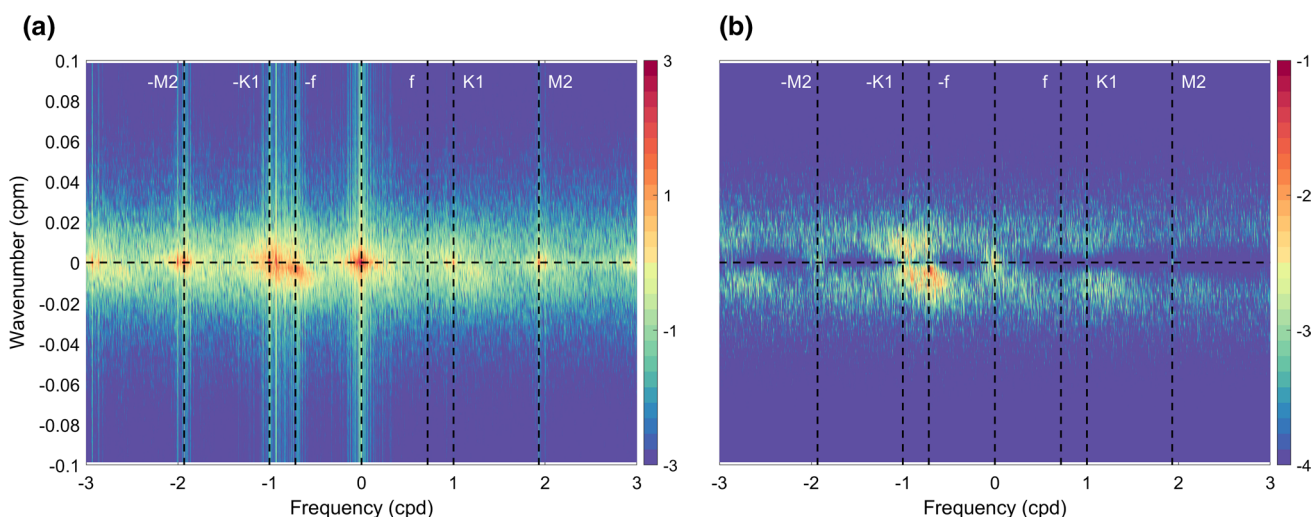 (a)
(b)
-M2 -K1 -f f K1 M2
-M2 -K1 -f f K1 M2
0.1
0.08
0.06
0.04
0.02
0
-0.02
-0.04
-0.06
-0.08
-0.1
Wavenumber (cpm)
-3 -2 -1 0 1 2 3
Frequency (cpd)
3
1
-1
-3
-3 -2 -1 0 1 2 3
Frequency (cpd)
-1
-2
-3
-4